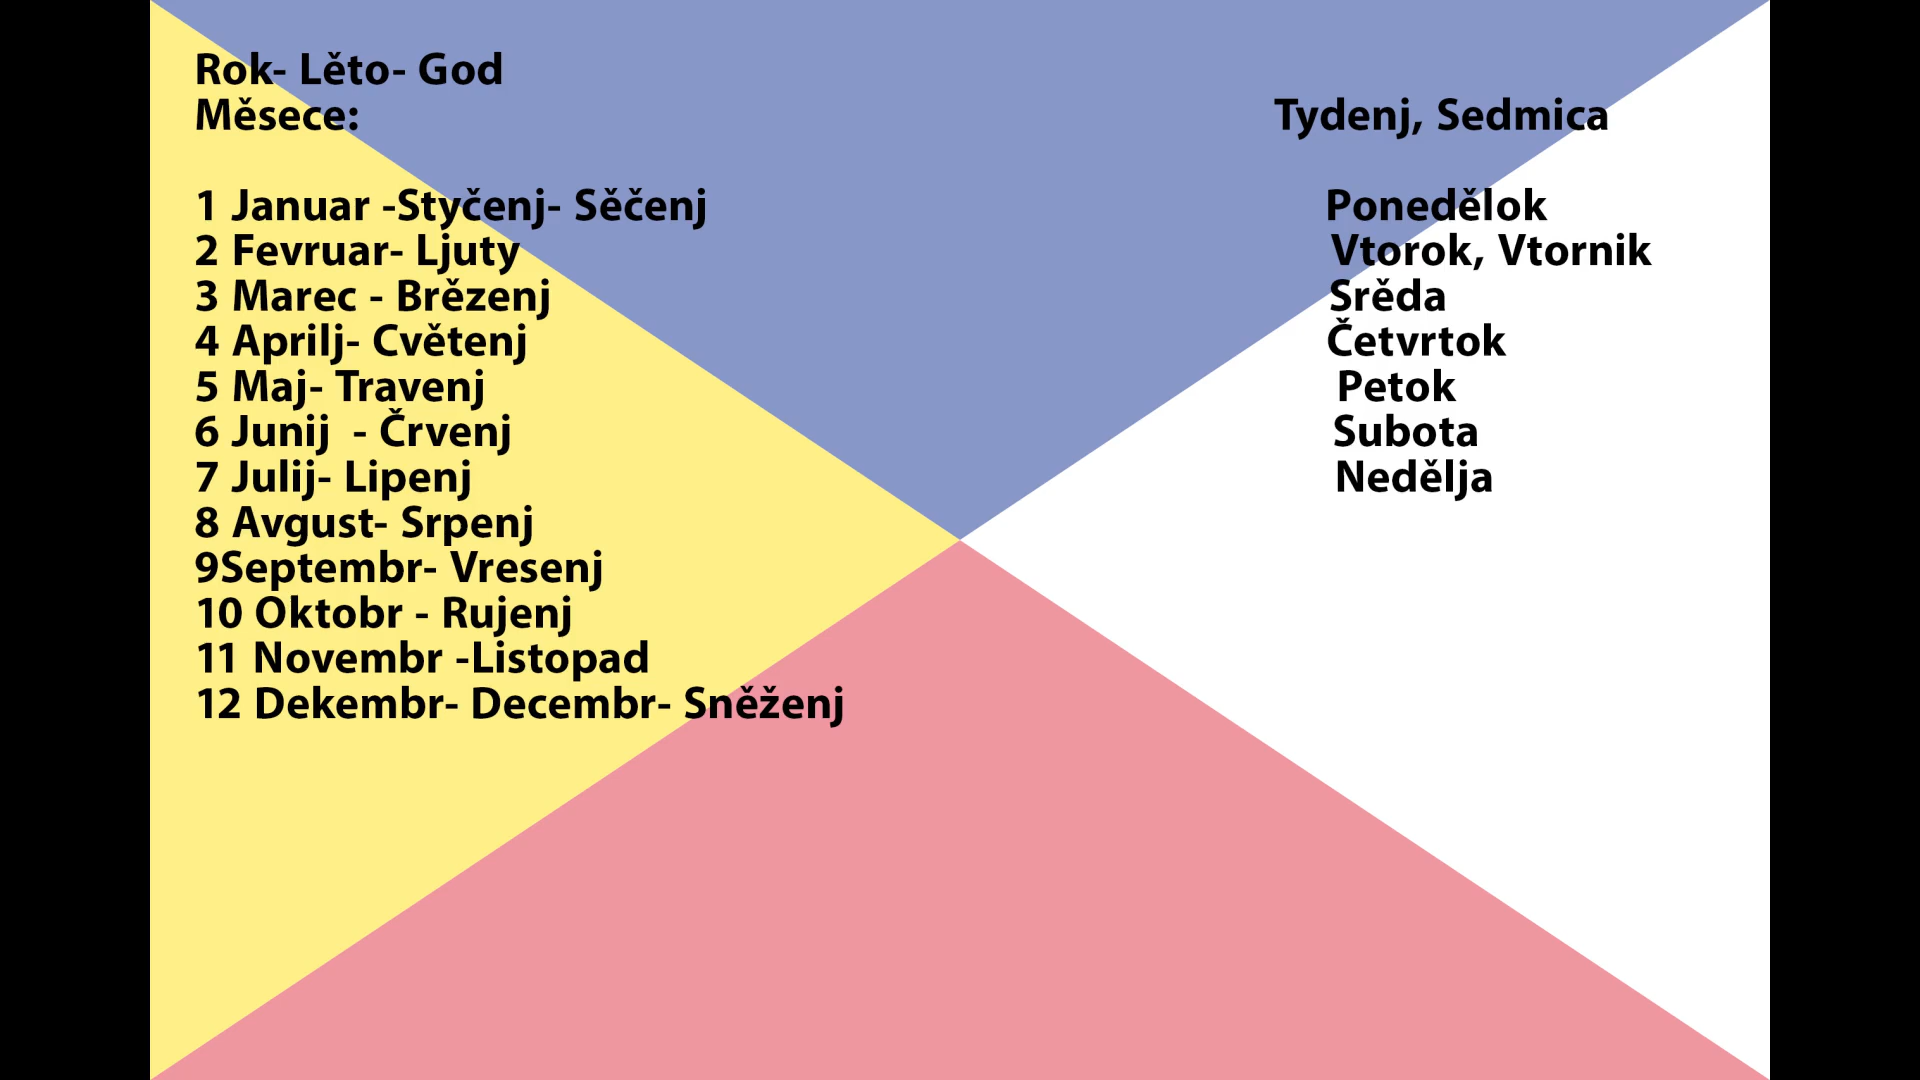 Rok- Lěto- God
Měsece:
1 Januar -Styčenj- Sěčenj
2 Fevruar- Ljuty
3 Marec - Brězenj
4 Aprilj- Cvětenj
5 Maj- Travenj
6 Junij  - Črvenj
7 Julij- Lipenj
8 Avgust- Srpenj
9Septembr- Vresenj
10 Oktobr - Rujenj
11 Novembr -Listopad
12 Dekembr- Decembr- Sněženj
Tydenj, Sedmica
Ponedělok
Vtorok, Vtornik
Srěda
Četvrtok
Petok
Subota
Nedělja